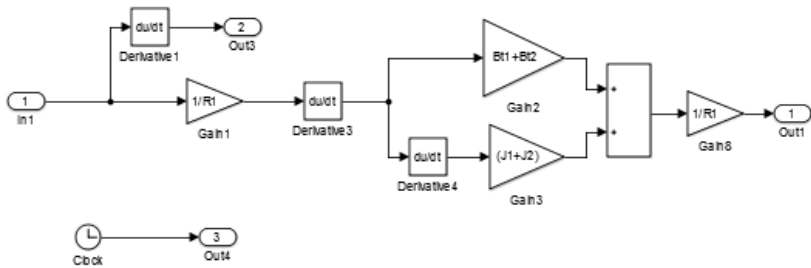 du/dt
Derivative1
2
Out3
1
In1
1/R1
Gain1
du/dt
Derivative3
Bt1+Bt2
Gain2
du/dt
Derivative4
(J1+J2)
Gain3
+
+
1/R1
Gain8
1
Out1
Clock
3
Out4